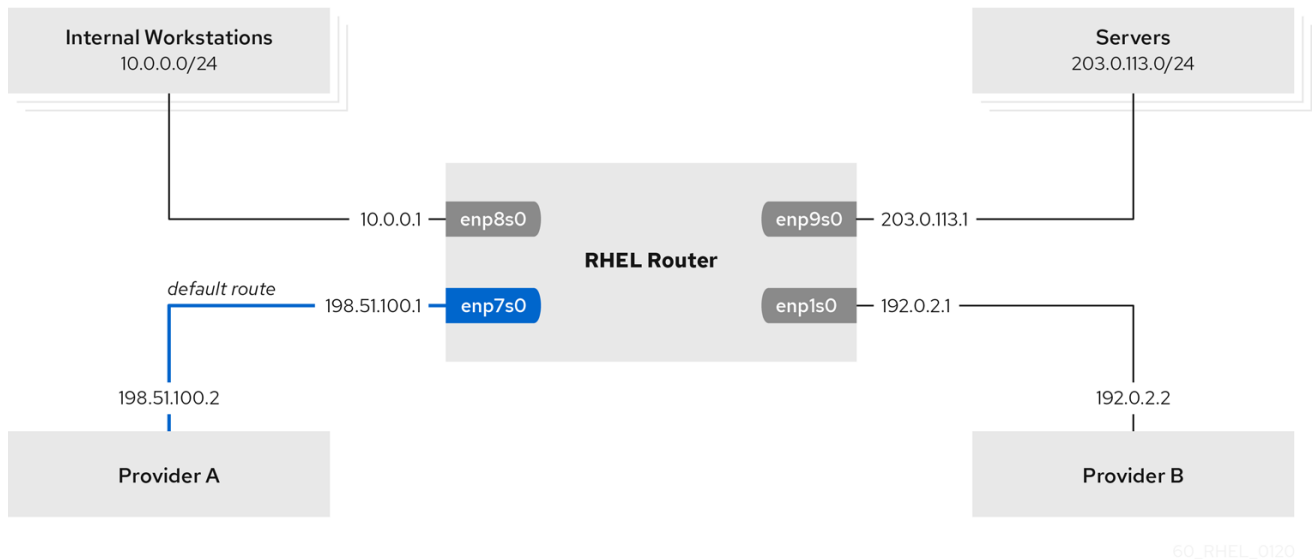 Internal Workstations
10.0.0.0/24
Servers
203.0.113.0/24
10.0.0.1
enp8s0
enp9s0
203.0.113.1
RHEL Router
default route
198.51.100.1
enp7s0
enp1s0
192.0.2.1
198.51.100.2
192.0.2.2
Provider A
Provider B
60_RHEL_0120